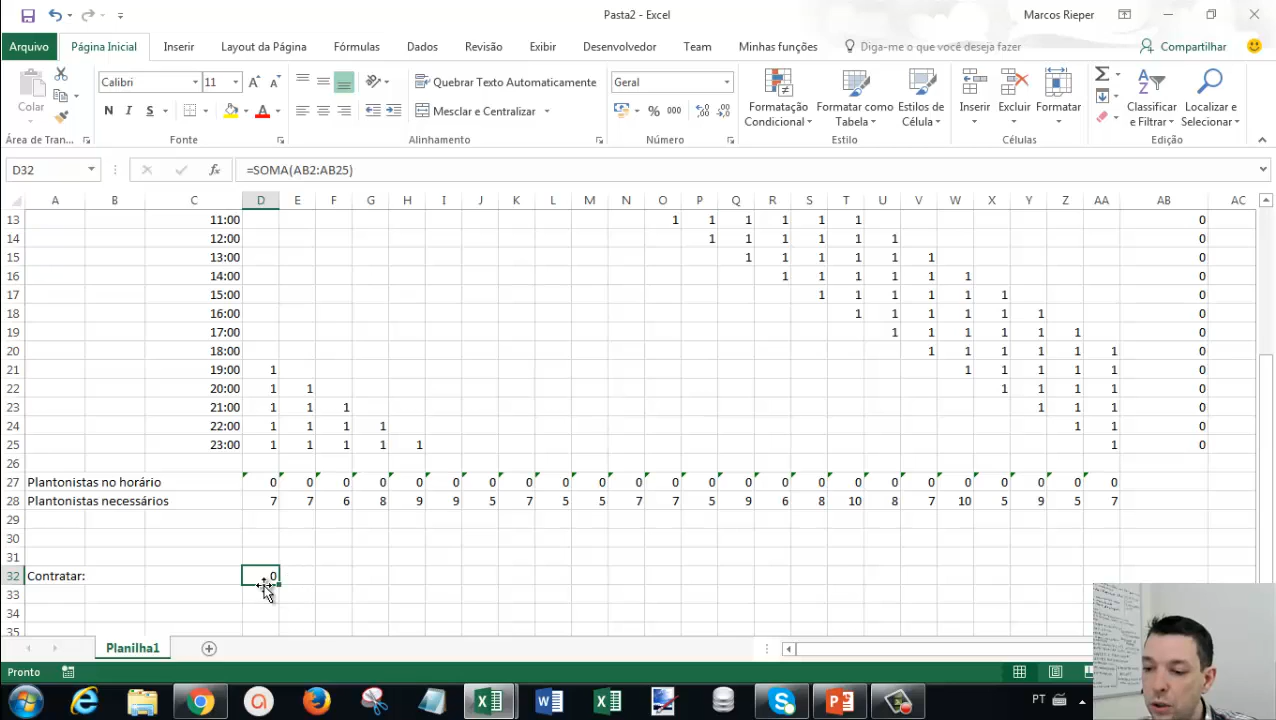 Pasta2 - Excel
Marcos Rieper
Arquivo Página Inicial Inserir Layout da Página Fórmulas Dados Revisão Exibir Desenvolvedor Team Minhas funções Diga-me o que você deseja fazer Compartilhar
Colar
Calibri 11
N I S
Quebrar Texto Automaticamente
Mesclar e Centralizar
Geral
% 000
Formatação Condicional
Formatar como Tabela
Estilos de Célula
Inserir
Excluir
Formatar
Classificar e Filtrar
Localizar e Selecionar
Área de Tran... Fonte Alinhamento Número Estilo Células Edição
D32 fx =SOMA(AB2:AB25)
A B C D E F G H I J K L M N O P Q R S T U V W X Y Z AA AB AC
13 11:00 1 1 1 1 1 1 0
14 12:00 1 1 1 1 1 1 0
15 13:00 1 1 1 1 1 1 0
16 14:00 1 1 1 1 1 1 0
17 15:00 1 1 1 1 1 1 0
18 16:00 1 1 1 1 1 1 0
19 17:00 1 1 1 1 1 1 0
20 18:00 1 1 1 1 1 1 0
21 19:00 1 1 1 1 1 1 0
22 20:00 1 1 1 1 1 1 0
23 21:00 1 1 1 1 1 1 0
24 22:00 1 1 1 1 1 1 0
25 23:00 1 1 1 1 1 1 0
26
27 Plantonistas no horário 0 0 0 0 0 0 0 0 0 0 0 0 0 0 0 0 0 0 0 0 0 0 0 0
28 Plantonistas necessários 7 7 6 8 9 9 5 7 5 5 7 7 5 9 6 8 10 8 7 10 5 9 5 7
29
30
31
32 Contratar: 0
33
34
35
Planilha1
Pronto
PT